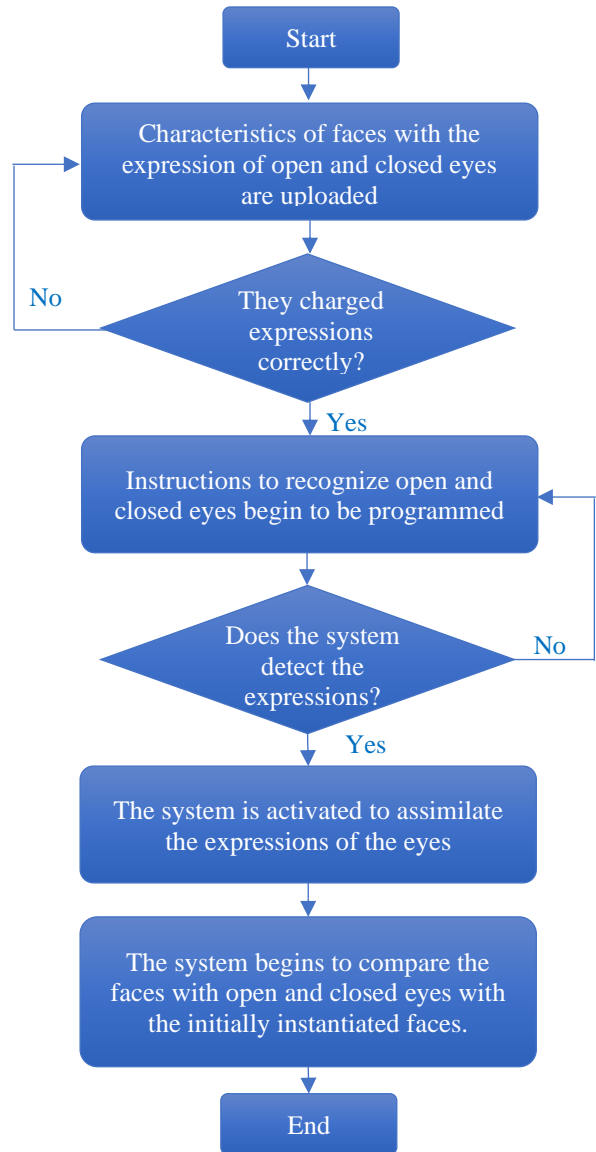 Start
Characteristics of faces with the
expression of open and closed eyes
are uploaded
No
They charged
expressions
correctly?
Yes
Instructions to recognize open and
closed eyes begin to be programmed
Does the system
detect the
expressions?
No
Yes
The system is activated to assimilate
the expressions of the eyes
The system begins to compare the
faces with open and closed eyes with
the initially instantiated faces.
End